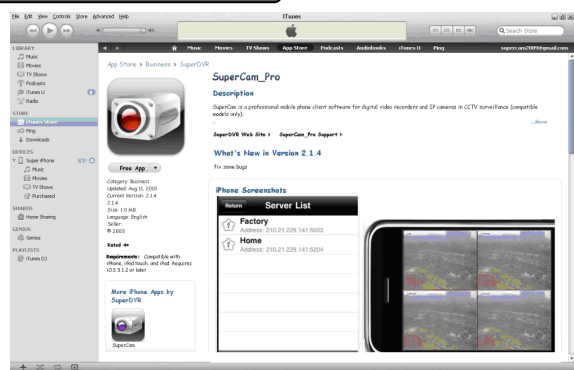 File Edit View Controls Store Advanced Help
iTunes
Search Store
LIBRARY
Music
Movies
TV Shows
Podcasts
iTunes U
Radio
STORE
iTunes Store
Ping
Downloads
DEVICES
Super iPhone
Music
Movies
TV Shows
Purchased
SHARED
Home Sharing
GENIUS
Genius
PLAYLISTS
iTunes DJ
Music Movies TV Shows App Store Podcasts Audiobooks iTunes U Ping supercams2009@gmail.com
App Store > Business > SuperDVR
Free App
Category: Business
Updated: Aug 11, 2010
Current Version: 2.1.4
2.1.4
Size: 1.0 MB
Language: English
Seller:
© 2003
Rated 4+
Requirements: Compatible with
iPhone, iPod touch, and iPad. Requires
iOS 3.1.2 or later
More iPhone Apps by
SuperDVR
SuperCam
SuperCam_Pro
Description
SuperCam is a professional mobile phone client software for digital video recorders and IP cameras in CCTV surveillance (compatible
models only).
...More
SuperDVR Web Site > SuperCam_Pro Support >
What's New in Version 2.1.4
fix some bugs
iPhone Screenshots
Return Server List
Factory
Address: 210.21.229.141:5002
Home
Address: 210.21.229.141:5204